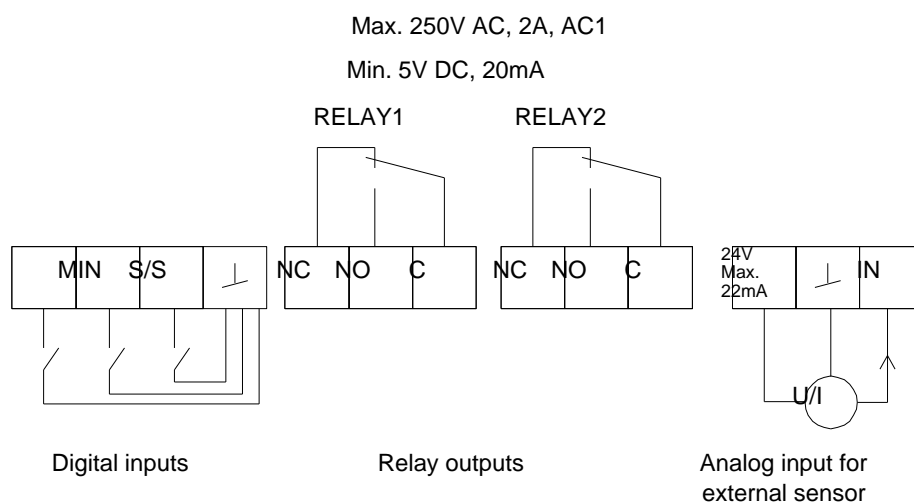 Max. 250V AC, 2A, AC1
Min. 5V DC, 20mA
RELAY1 RELAY2
MIN S/S NC NO C NC NO C 24V Max. 22mA IN
U/I
Digital inputs
Relay outputs
Analog input for
external sensor